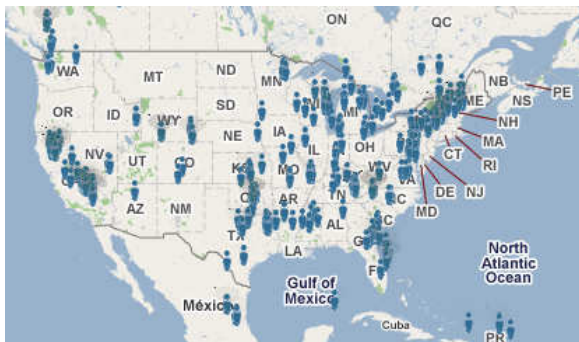 ON
QC
WA
MT
ND
MN
NB
PE
ME
NS
OR
ID
SD
WI
MI
NH
WY
MA
NE
IA
OH
CT
RI
NV
UT
CO
IL
WV
NJ
KS
MO
VA
DE
MD
AZ
NM
OK
AR
TN
SC
TX
LA
AL
GA
FL
North
Atlantic
Ocean
Gulf of
Mexico
México
Cuba
PR